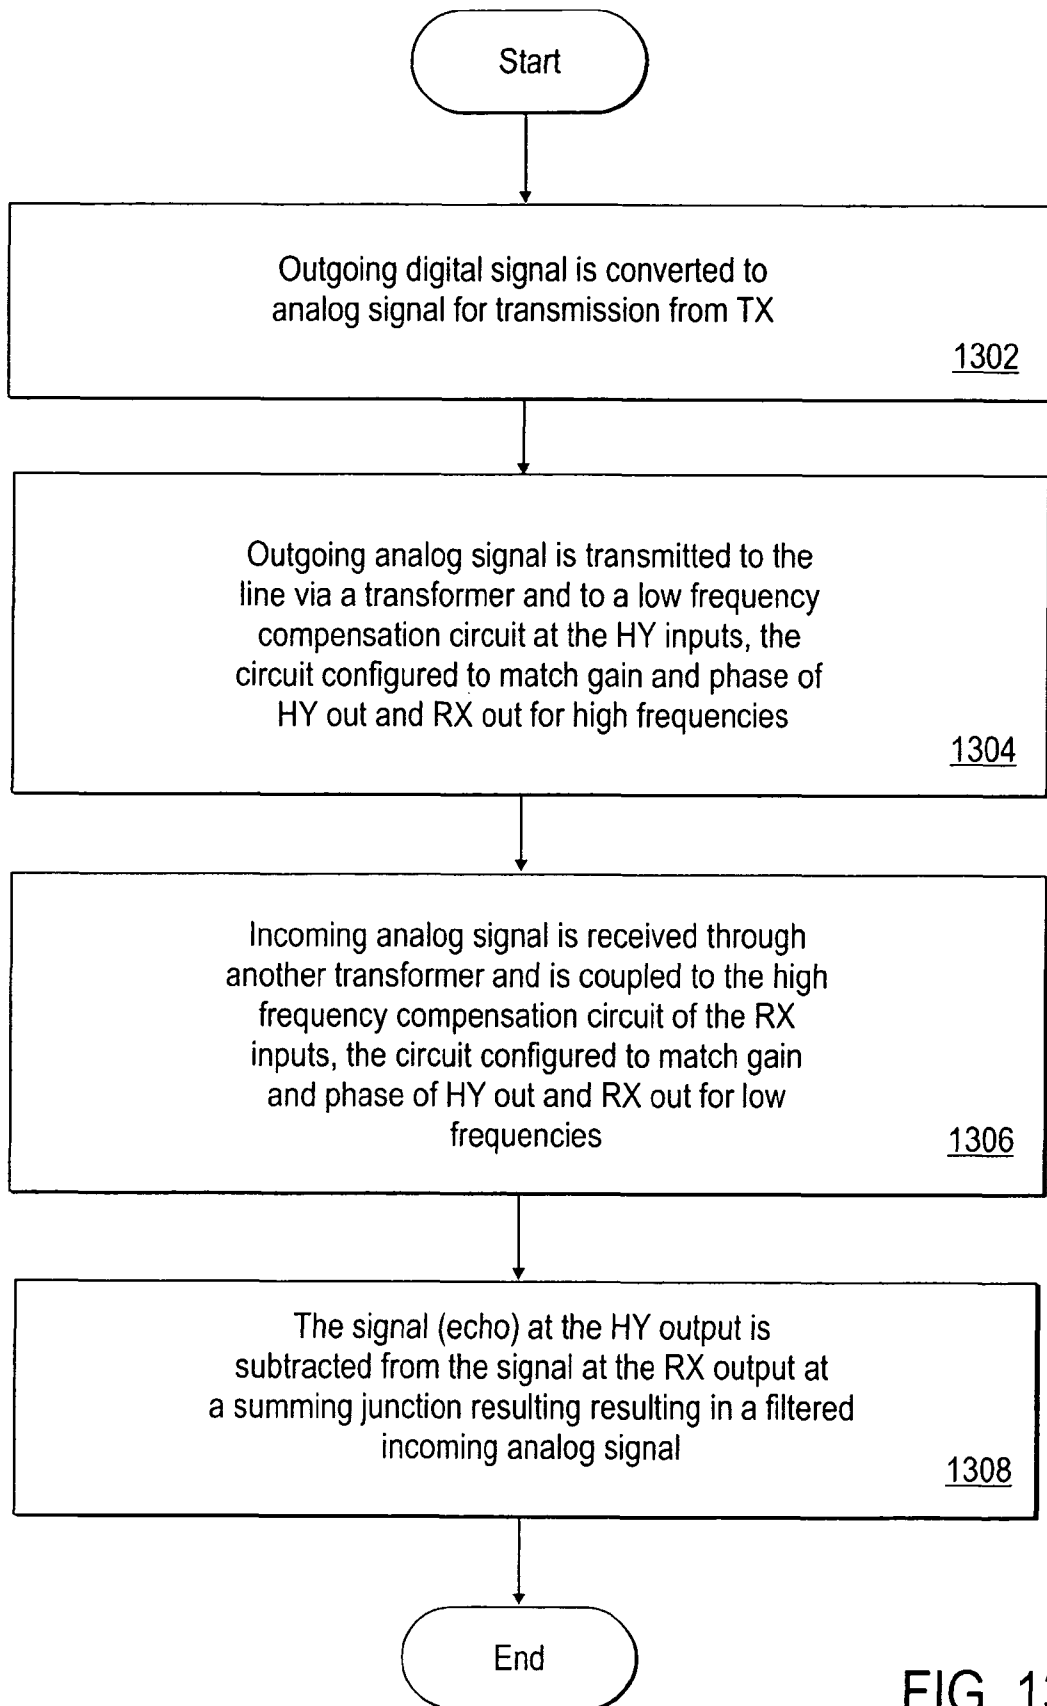 Start
Outgoing digital signal is converted to
analog signal for transmission from TX
1302
Outgoing analog signal is transmitted to the
line via a transformer and to a low frequency
compensation circuit at the HY inputs, the
circuit configured to match gain and phase of
HY out and RX out for high frequencies
1304
Incoming analog signal is received through
another transformer and is coupled to the high
frequency compensation circuit of the RX
inputs, the circuit configured to match gain
and phase of HY out and RX out for low
frequencies
1306
The signal (echo) at the HY output is
subtracted from the signal at the RX output at
a summing junction resulting resulting in a filtered
incoming analog signal
1308
End
FIG. 13